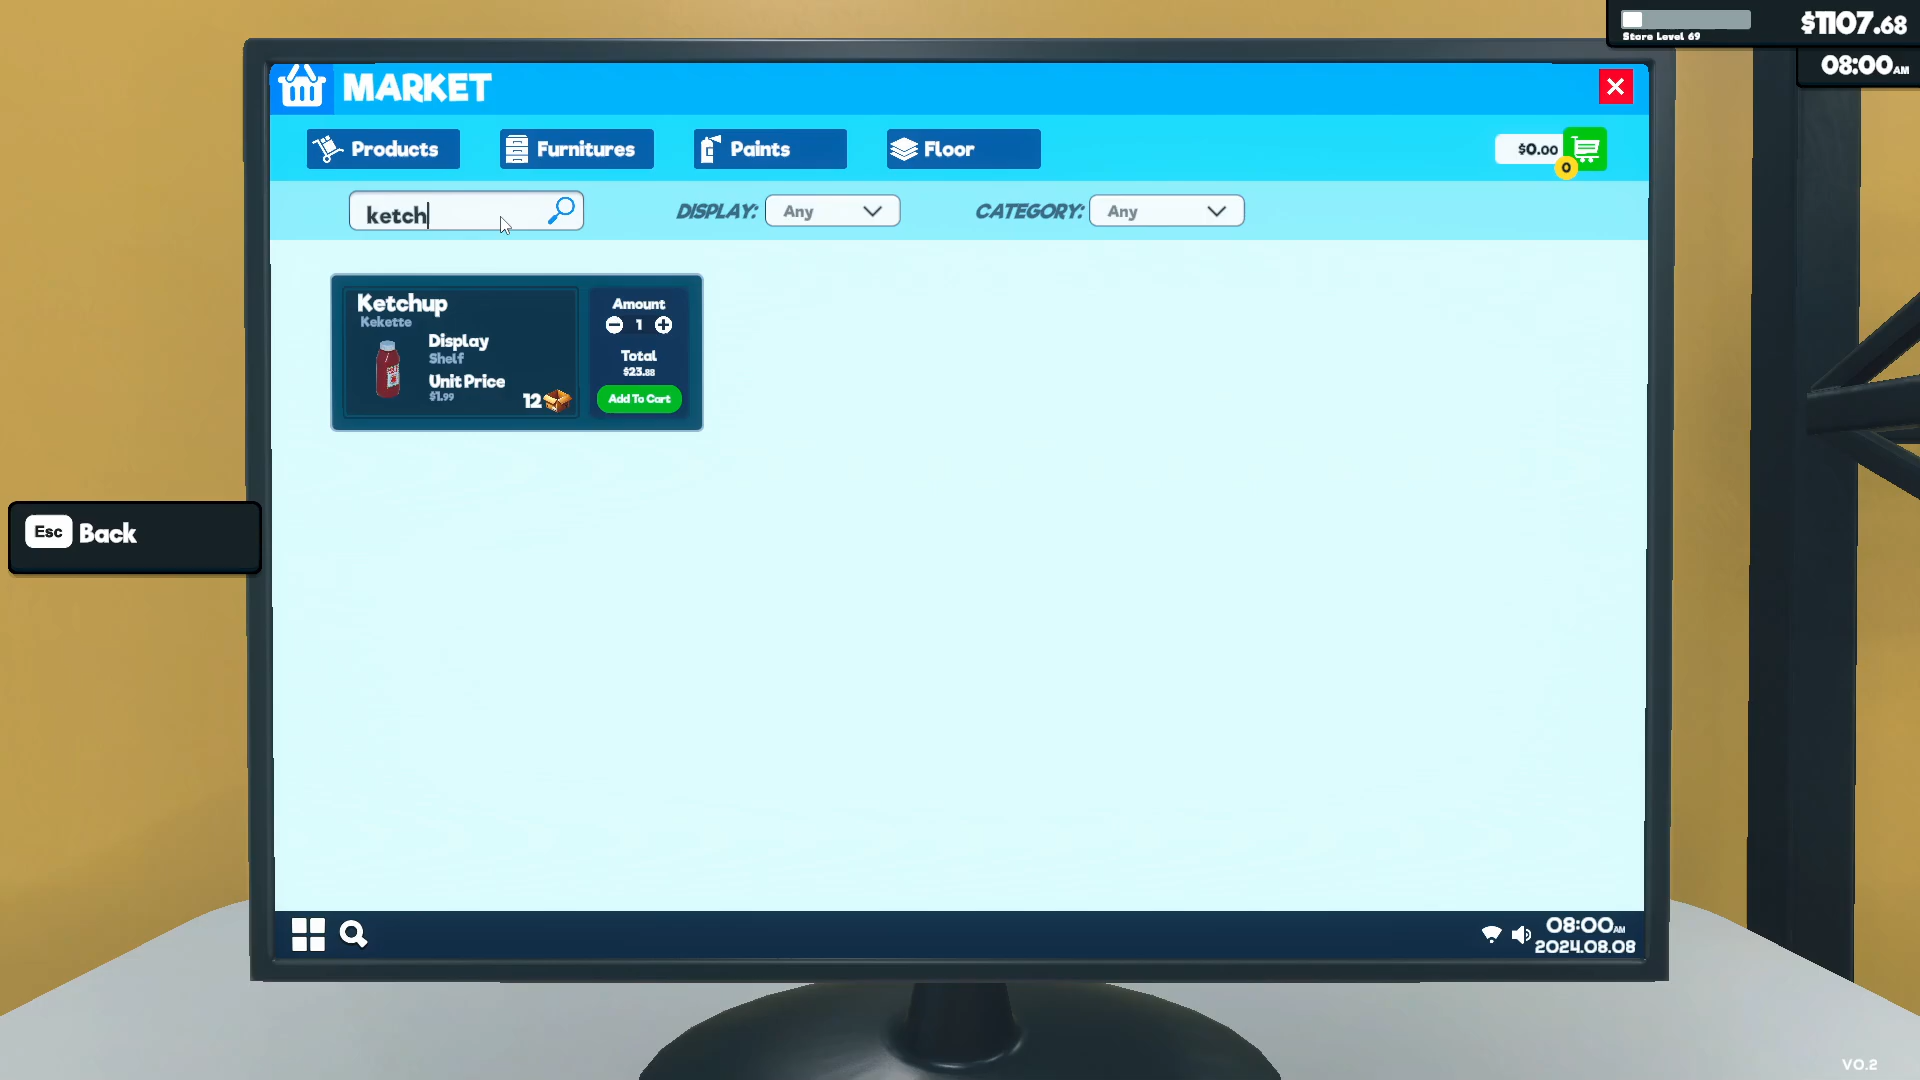 $1107.68
Store Level 69
08:00AM
MARKET
Products
Furnitures
Paints
Floor
$0.00
0
ketch
DISPLAY: Any
CATEGORY: Any
Ketchup
Kekette
Display
Shelf
Unit Price
$1.99
12
Amount
1
Total
$23.88
Add To Cart
Esc Back
08:00AM
2024.08.08
V0.2